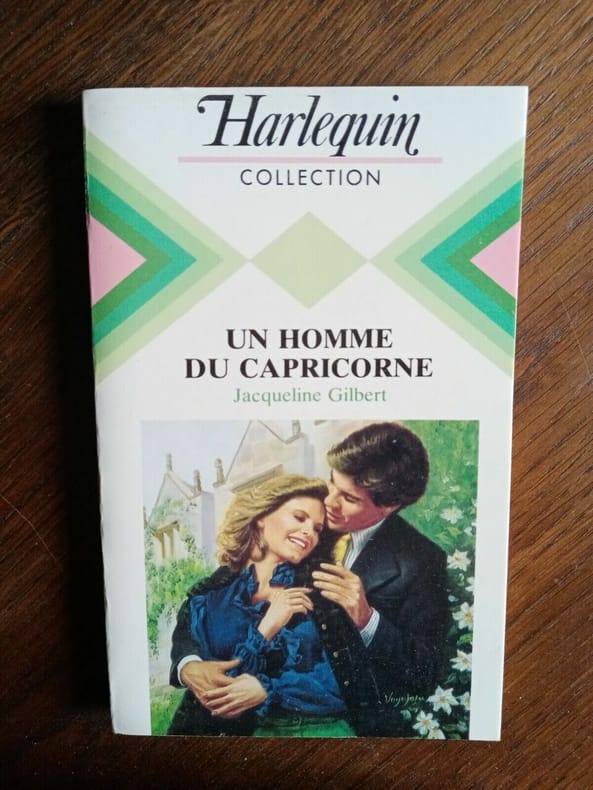 Harlequin
COLLECTION
UN HOMME
DU CAPRICORNE
Jacqueline Gilbert